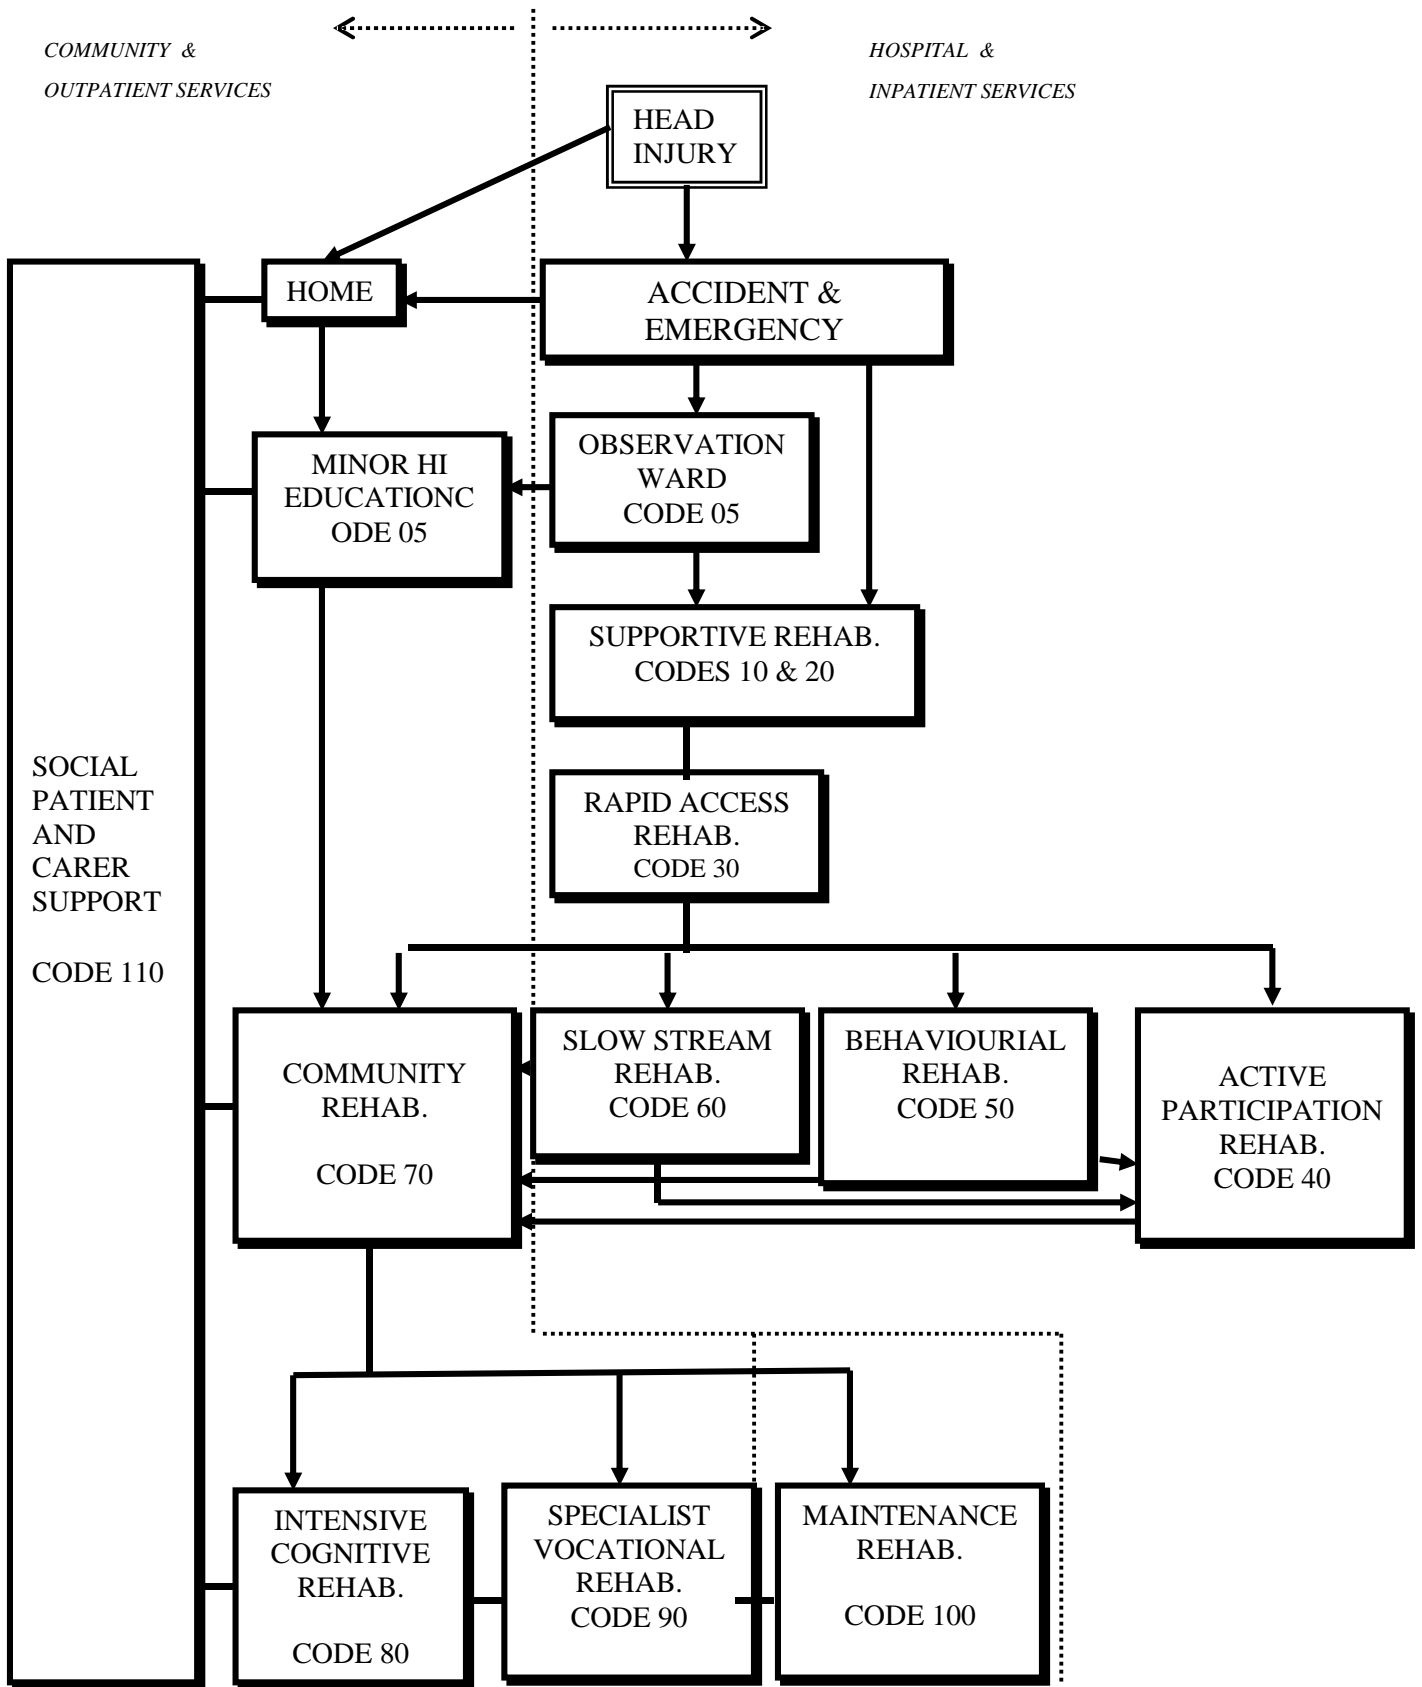 COMMUNITY &
OUTPATIENT SERVICES
HOSPITAL &
INPATIENT SERVICES
HEAD
INJURY
HOME
ACCIDENT &
EMERGENCY
MINOR HI
EDUCATIONC
ODE 05
OBSERVATION
WARD
CODE 05
SUPPORTIVE REHAB.
CODES 10 & 20
SOCIAL
PATIENT
AND
CARER
SUPPORT
CODE 110
RAPID ACCESS
REHAB.
CODE 30
COMMUNITY
REHAB.
CODE 70
SLOW STREAM
REHAB.
CODE 60
BEHAVIOURIAL
REHAB.
CODE 50
ACTIVE
PARTICIPATION
REHAB.
CODE 40
INTENSIVE
COGNITIVE
REHAB.
CODE 80
SPECIALIST
VOCATIONAL
REHAB.
CODE 90
MAINTENANCE
REHAB.
CODE 100